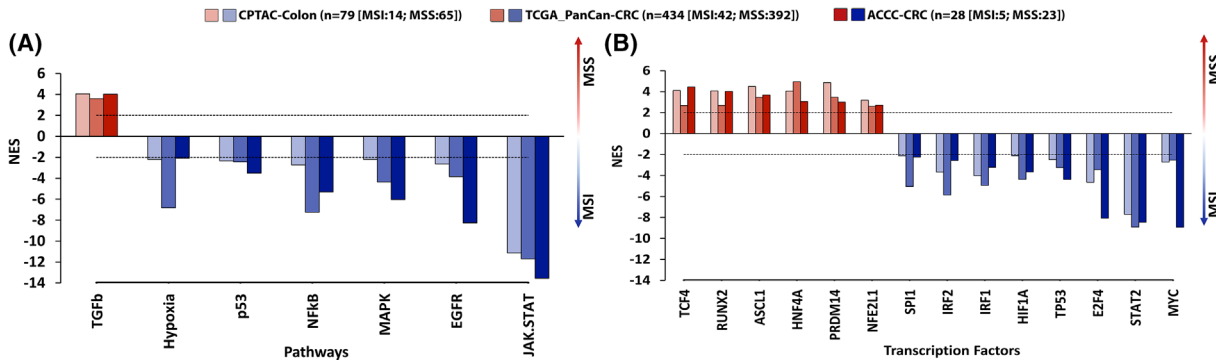 CPTAC-Colon (n=79 [MSI:14; MSS:65]) TCGA_PanCan-CRC (n=434 [MSI:42; MSS:392]) ACCC-CRC (n=28 [MSI:5; MSS:23])
(A)
6
4
2
0
-2
-4
-6
-8
-10
-12
-14
NES
TGFb
Hypoxia
p53
NFkB
MAPK
EGFR
JAK.STAT
Pathways
MSS
MSI
(B)
6
4
2
0
-2
-4
-6
-8
-10
-12
-14
NES
TCF4
RUNX2
ASCL1
HNF4A
PRDM14
NFE2L1
SPI1
IRF2
IRF1
HIF1A
TP53
E2F4
STAT2
MYC
Transcription Factors
MSS
MSI